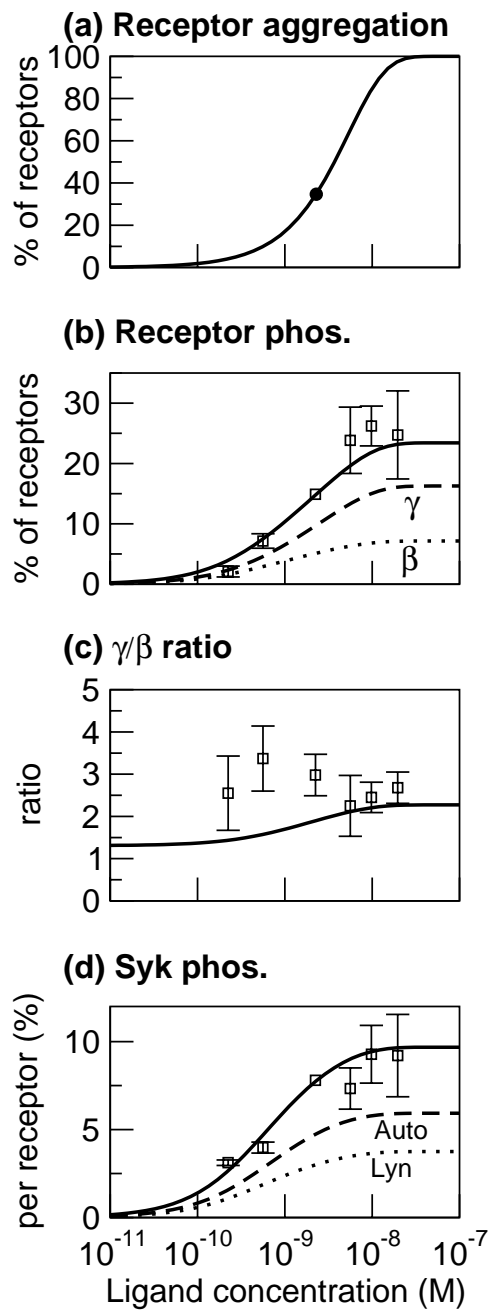 (a) Receptor aggregation
% of receptors
100
80
60
40
20
0
(b) Receptor phos.
% of receptors
30
20
10
0
γ
β
(c) γ/β ratio
ratio
5
4
3
2
1
0
(d) Syk phos.
per receptor (%)
10
5
0
Auto
Lyn
10⁻¹¹ 10⁻¹⁰ 10⁻⁹ 10⁻⁸ 10⁻⁷
Ligand concentration (M)